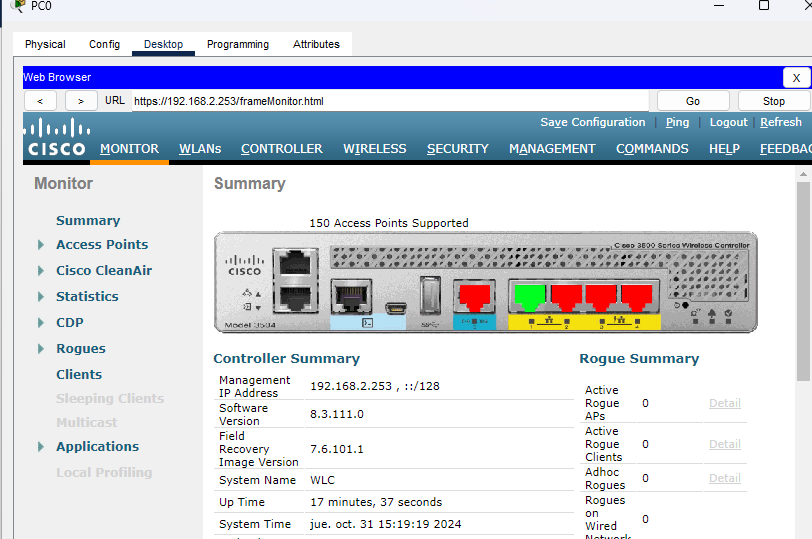 PC0
Physical Config Desktop Programming Attributes
Web Browser X
< > URL https://192.168.2.253/frameMonitor.html Go Stop
Save Configuration | Ping | Logout | Refresh
CISCO MONITOR WLANs CONTROLLER WIRELESS SECURITY MANAGEMENT COMMANDS HELP FEEDBAC
Monitor
Summary
Access Points
Cisco CleanAir
Statistics
CDP
Rogues
Clients
Sleeping Clients
Multicast
Applications
Local Profiling
Summary
150 Access Points Supported
Cisco 3500 Series Wireless Controller
CISCO
Model 3504
1 2 3 4
Controller Summary
Management
IP Address 192.168.2.253 , ::/128
Software
Version 8.3.111.0
Field
Recovery
Image Version 7.6.101.1
System Name WLC
Up Time 17 minutes, 37 seconds
System Time jue. oct. 31 15:19:19 2024
Rogue Summary
Active
Rogue
APs 0 Detail
Active
Rogue
Clients 0 Detail
Adhoc
Rogues 0 Detail
Rogues
on
Wired 0
Network